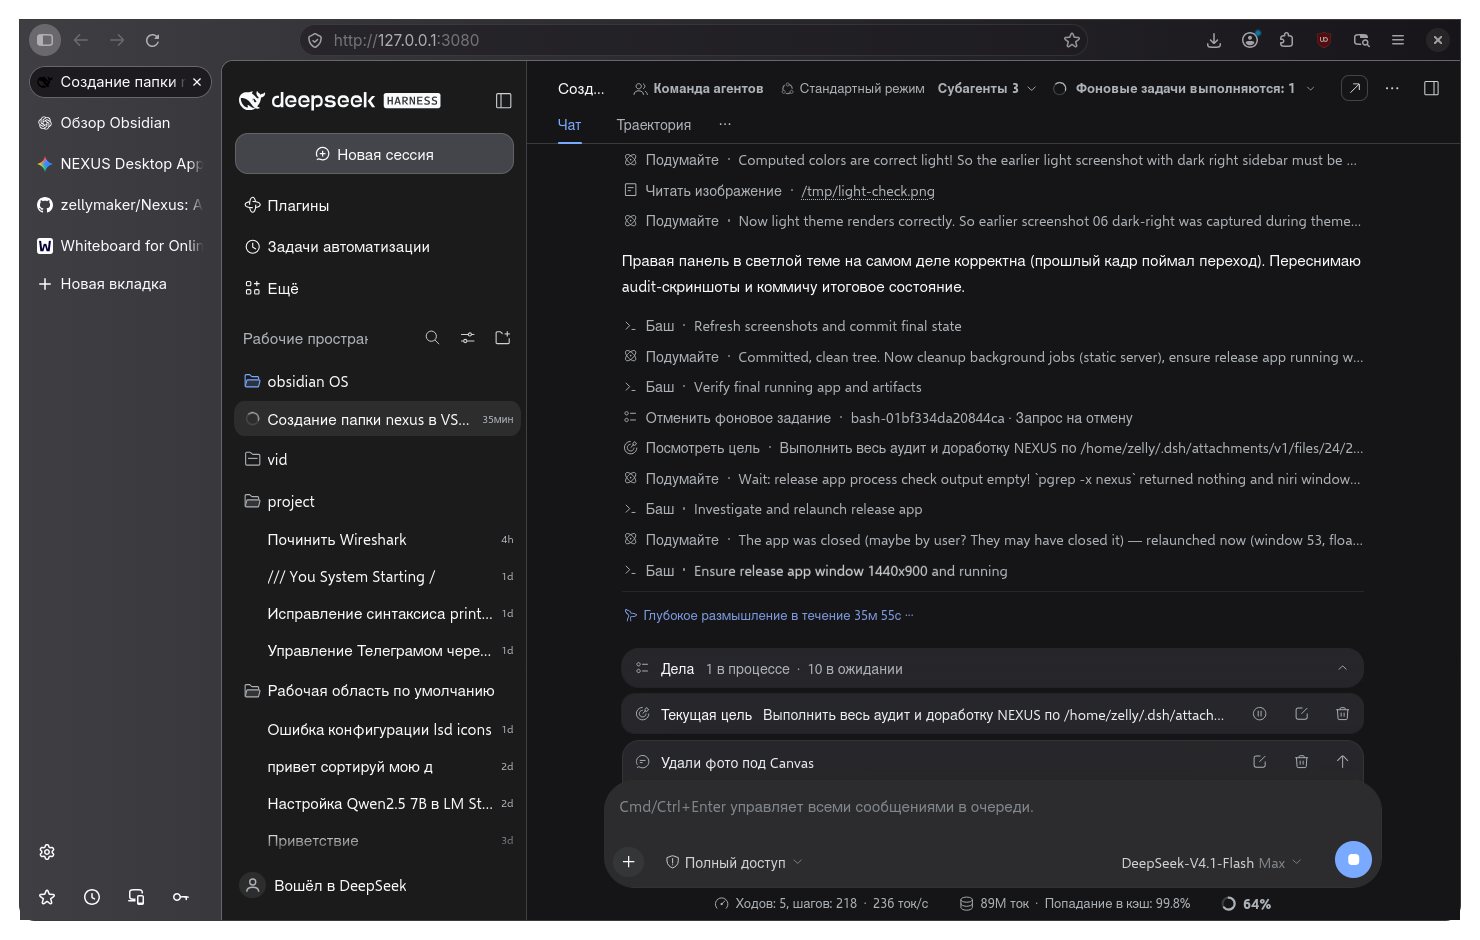 http://127.0.0.1:3080
Создание папки
Обзор Obsidian
NEXUS Desktop App
zellymaker/Nexus: A
Whiteboard for Onlin
Новая вкладка
deepseek HARNESS
Новая сессия
Плагины
Задачи автоматизации
Ещё
Рабочие простран
obsidian OS
Создание папки nexus в VS... 35мин
vid
project
Починить Wireshark 4h
/// You System Starting / 1d
Исправление синтаксиса print... 1d
Управление Телеграмом чере... 1d
Рабочая область по умолчанию
Ошибка конфигурации lsd icons 1d
привет сортируй мою д 2d
Настройка Qwen2.5 7B в LM St... 2d
Приветствие 3d
Вошёл в DeepSeek
Созд... Команда агентов Стандартный режим Субагенты 3 Фоновые задачи выполняются: 1
Чат Траектория ...
Подумайте · Computed colors are correct light! So the earlier light screenshot with dark right sidebar must be ...
Читать изображение · /tmp/light-check.png
Подумайте · Now light theme renders correctly. So earlier screenshot 06 dark-right was captured during theme...
Правая панель в светлой теме на самом деле корректна (прошлый кадр поймал переход). Переснимаю
audit-скриншоты и коммичу итоговое состояние.
Баш · Refresh screenshots and commit final state
Подумайте · Committed, clean tree. Now cleanup background jobs (static server), ensure release app running w...
Баш · Verify final running app and artifacts
Отменить фоновое задание · bash-01bf334da20844ca · Запрос на отмену
Посмотреть цель · Выполнить весь аудит и доработку NEXUS по /home/zelly/.dsh/attachments/v1/files/24/2...
Подумайте · Wait: release app process check output empty! `pgrep -x nexus` returned nothing and niri window...
Баш · Investigate and relaunch release app
Подумайте · The app was closed (maybe by user? They may have closed it) — relaunched now (window 53, floa...
Баш · Ensure release app window 1440x900 and running
Глубокое размышление в течение 35м 55с ...
Дела 1 в процессе · 10 в ожидании
Текущая цель Выполнить весь аудит и доработку NEXUS по /home/zelly/.dsh/attach...
Удали фото под Canvas
Cmd/Ctrl+Enter управляет всеми сообщениями в очереди.
Полный доступ
DeepSeek-V4.1-Flash Max
Ходов: 5, шагов: 218 · 236 ток/с 89M ток · Попадание в кэш: 99.8% 64%